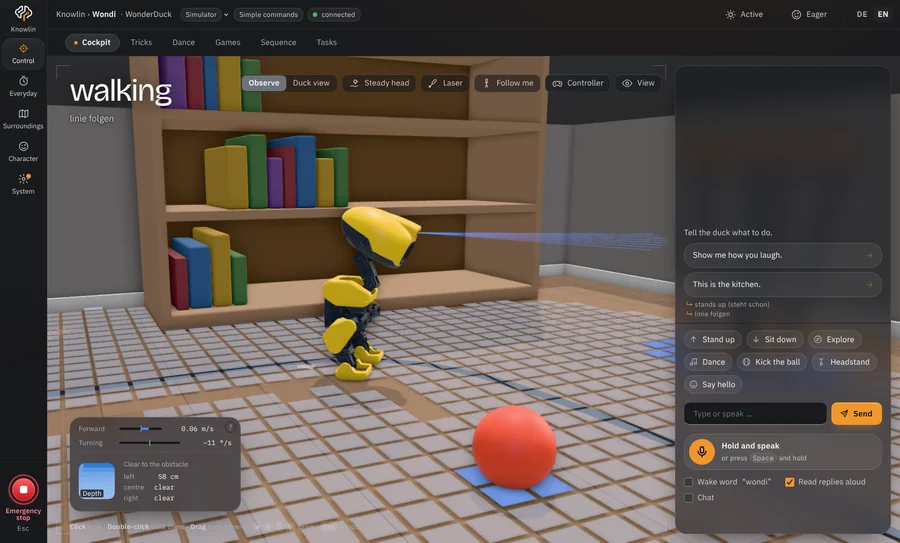 Knowlin
Knowlin › Wondi · WonderDuck
Simulator
Simple commands
connected
Active
Eager
DE
EN
Control
Everyday
Surroundings
Character
System
Emergency
stop
Esc
Cockpit
Tricks
Dance
Games
Sequence
Tasks
walking
linie folgen
Observe
Duck view
Steady head
Laser
Follow me
Controller
View
Forward
0.06 m/s
?
Turning
−11 °/s
Depth
Clear to the obstacle
left 58 cm
centre clear
right clear
Click
Double-click
Drag
Tell the duck what to do.
Show me how you laugh.
This is the kitchen.
stands up (steht schon)
linie folgen
Stand up
Sit down
Explore
Dance
Kick the ball
Headstand
Say hello
Type or speak …
Send
Hold and speak
or press Space and hold
Wake word "wondi"
Read replies aloud
Chat